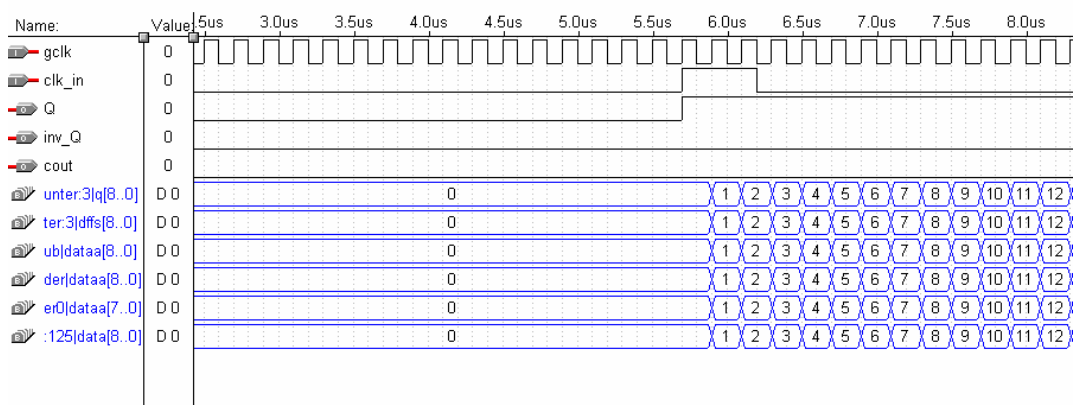 Name: Value: .5us 3.0us 3.5us 4.0us 4.5us 5.0us 5.5us 6.0us 6.5us 7.0us 7.5us 8.0us
gclk 0
clk_in 0
Q 0
inv_Q 0
cout 0
unter:3|q[8..0] D 0 0 1 2 3 4 5 6 7 8 9 10 11 12
ter:3|dffs[8..0] D 0 0 1 2 3 4 5 6 7 8 9 10 11 12
ub|dataa[8..0] D 0 0 1 2 3 4 5 6 7 8 9 10 11 12
der|dataa[8..0] D 0 0 1 2 3 4 5 6 7 8 9 10 11 12
er0|dataa[7..0] D 0 0 1 2 3 4 5 6 7 8 9 10 11 12
:125|data[8..0] D 0 0 1 2 3 4 5 6 7 8 9 10 11 12